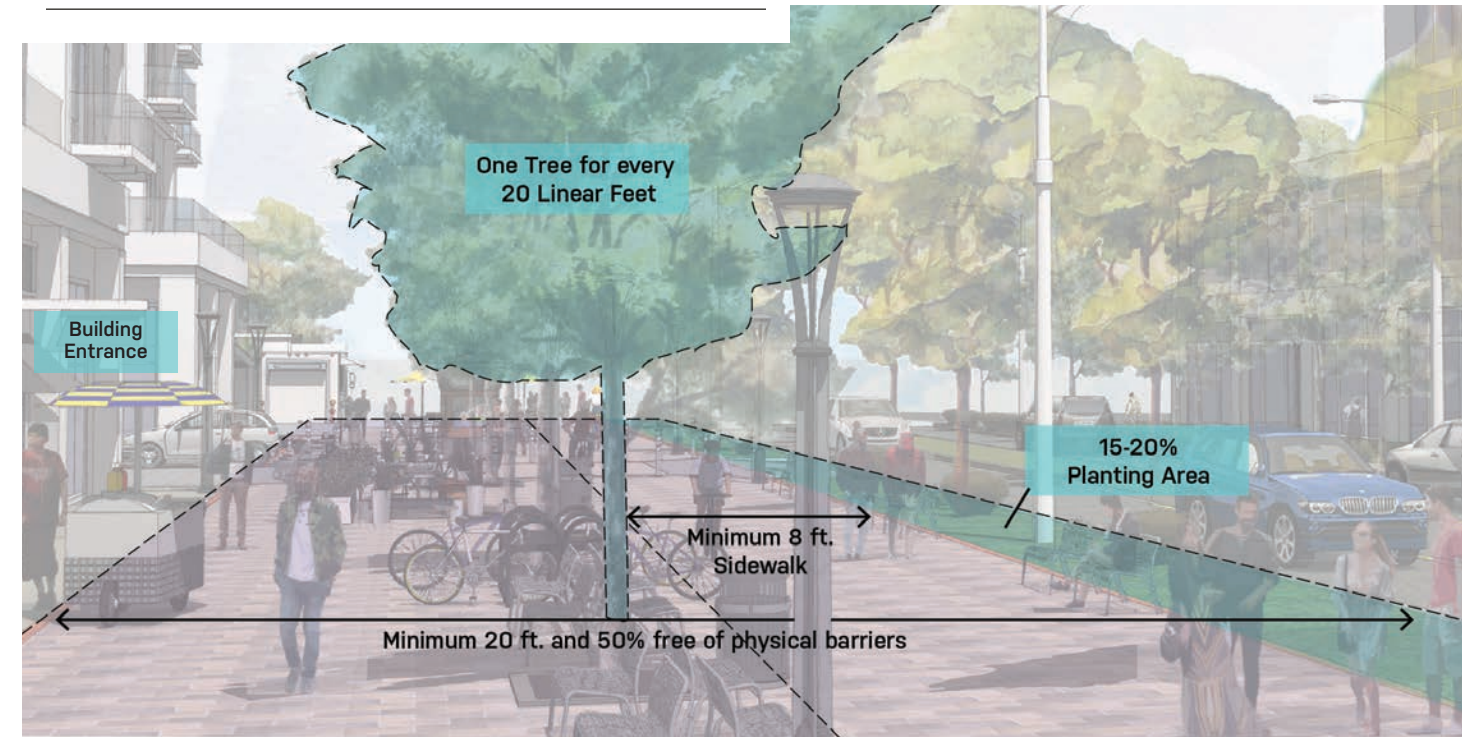 One Tree for every
20 Linear Feet
Building
Entrance
15-20%
Planting Area
Minimum 8 ft.
Sidewalk
Minimum 20 ft. and 50% free of physical barriers